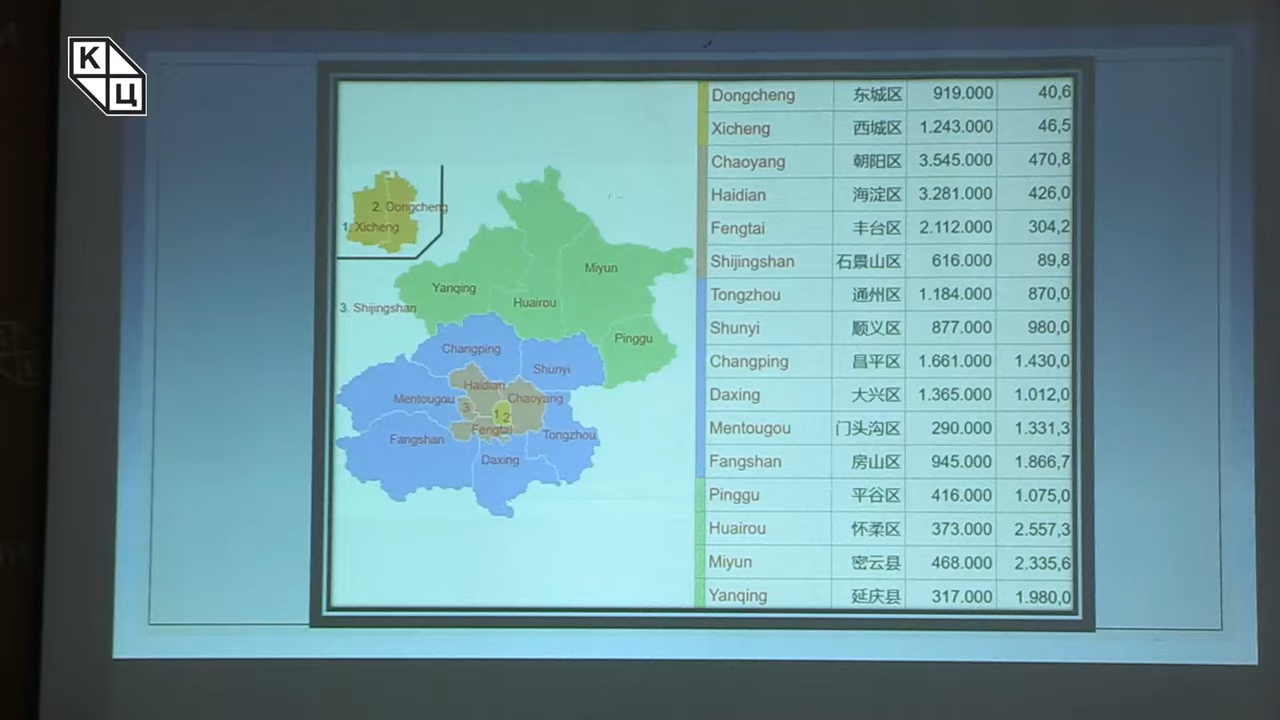 К
Ц
2. Dongcheng
1. Xicheng
3. Shijingshan
Yanqing
Huairou
Miyun
Pinggu
Changping
Shunyi
Haidian
Mentougou
Chaoyang
3
1
2
Fengtai
Fangshan
Tongzhou
Daxing
Dongcheng 东城区 919.000 40,6
Xicheng 西城区 1.243.000 46,5
Chaoyang 朝阳区 3.545.000 470,8
Haidian 海淀区 3.281.000 426,0
Fengtai 丰台区 2.112.000 304,2
Shijingshan 石景山区 616.000 89,8
Tongzhou 通州区 1.184.000 870,0
Shunyi 顺义区 877.000 980,0
Changping 昌平区 1.661.000 1.430,0
Daxing 大兴区 1.365.000 1.012,0
Mentougou 门头沟区 290.000 1.331,3
Fangshan 房山区 945.000 1.866,7
Pinggu 平谷区 416.000 1.075,0
Huairou 怀柔区 373.000 2.557,3
Miyun 密云县 468.000 2.335,6
Yanqing 延庆县 317.000 1.980,0